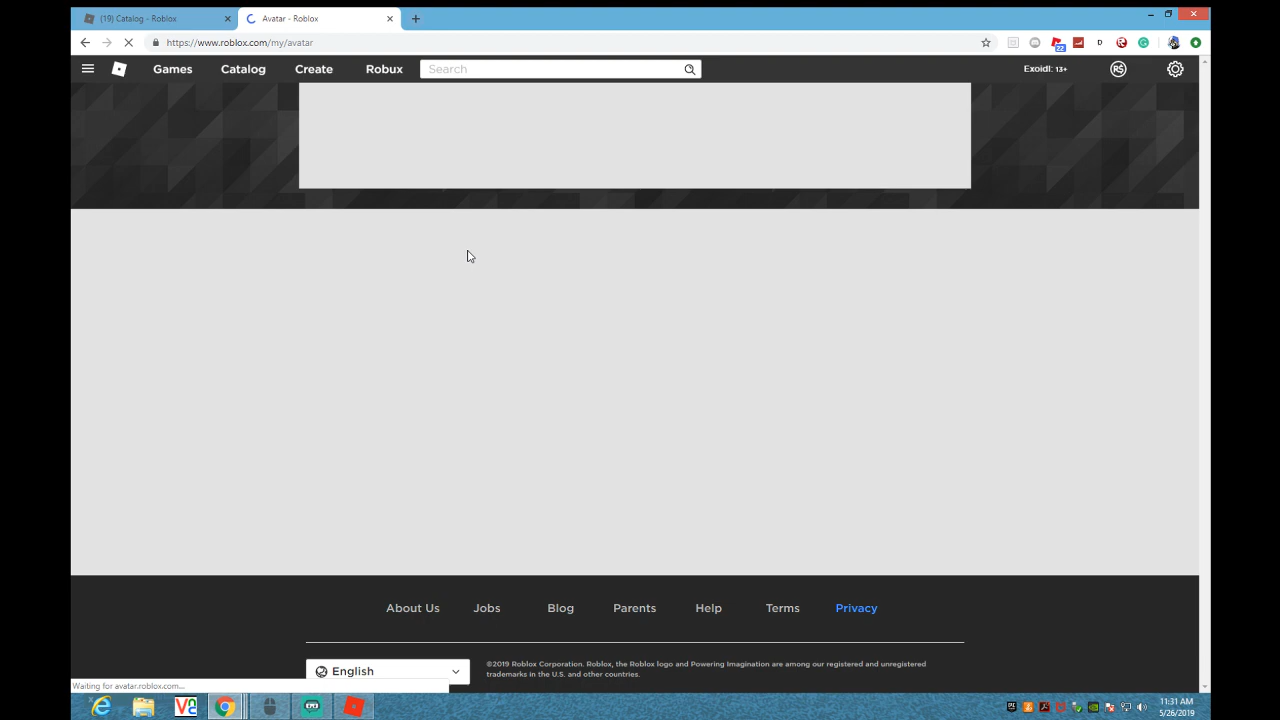 (19) Catalog - Roblox
Avatar - Roblox
https://www.roblox.com/my/avatar
22
D
Games
Catalog
Create
Robux
Search
Exoidl: 13+
R$
About Us
Jobs
Blog
Parents
Help
Terms
Privacy
English
©2019 Roblox Corporation. Roblox, the Roblox logo and Powering Imagination are among our registered and unregistered
trademarks in the U.S. and other countries.
Waiting for avatar.roblox.com...
11:31 AM
5/26/2019